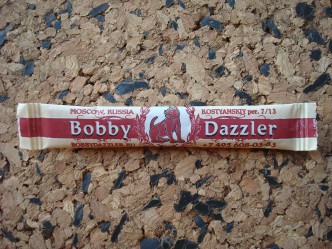 MOSCOW, RUSSIA KOSTYANSKIY per. 7/13
Bobby Dazzler